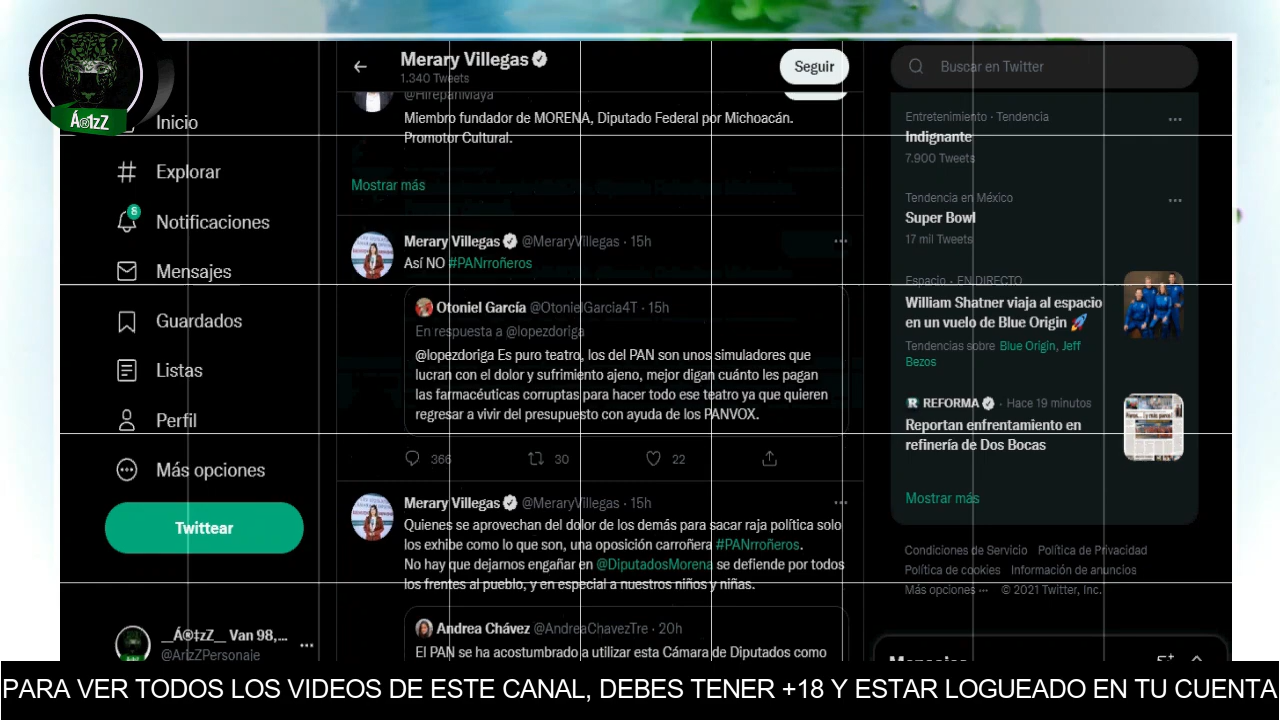 Á®1zZ
Inicio
Explorar
6
Notificaciones
Mensajes
Guardados
Listas
Perfil
Más opciones
Twittear
__Á®‡zZ__ Van 98,...
@ArIzZPersonaje
Merary Villegas
1.340 Tweets
Seguir
@HirepanMaya
Miembro fundador de MORENA, Diputado Federal por Michoacán.
Promotor Cultural.
Mostrar más
Merary Villegas @MeraryVillegas · 15h
Así NO #PANrroñeros
Otoniel García @OtonielGarcia4T · 15h
En respuesta a @lopezdoriga
@lopezdoriga Es puro teatro, los del PAN son unos simuladores que
lucran con el dolor y sufrimiento ajeno, mejor digan cuánto les pagan
las farmacéuticas corruptas para hacer todo ese teatro ya que quieren
regresar a vivir del presupuesto con ayuda de los PANVOX.
366 30 22
Merary Villegas @MeraryVillegas · 15h
Quienes se aprovechan del dolor de los demás para sacar raja política solo
los exhibe como lo que son, una oposición carroñera #PANrroñeros.
No hay que dejarnos engañar en @DiputadosMorena se defiende por todos
los frentes al pueblo, y en especial a nuestros niños y niñas.
Andrea Chávez @AndreaChavezTre · 20h
El PAN se ha acostumbrado a utilizar esta Cámara de Diputados como
Buscar en Twitter
Entretenimiento · Tendencia
Indignante
7.900 Tweets
Tendencia en México
Super Bowl
17 mil Tweets
Espacio · EN DIRECTO
William Shatner viaja al espacio
en un vuelo de Blue Origin 🚀
Tendencias sobre Blue Origin, Jeff
Bezos
REFORMA · Hace 19 minutos
Reportan enfrentamiento en
refinería de Dos Bocas
Mostrar más
Condiciones de Servicio Política de Privacidad
Política de cookies Información de anuncios
Más opciones ··· © 2021 Twitter, Inc.
Mensajes
PARA VER TODOS LOS VIDEOS DE ESTE CANAL, DEBES TENER +18 Y ESTAR LOGUEADO EN TU CUENTA